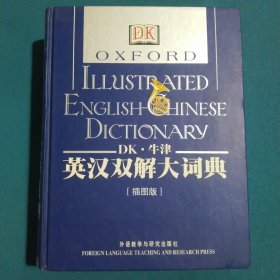 DK
OXFORD
ILLUSTRATED
ENGLISH-CHINESE
DICTIONARY
DK·牛津
英汉双解大词典
[插图版]
外语教学与研究出版社
FOREIGN LANGUAGE TEACHING AND RESEARCH PRESS